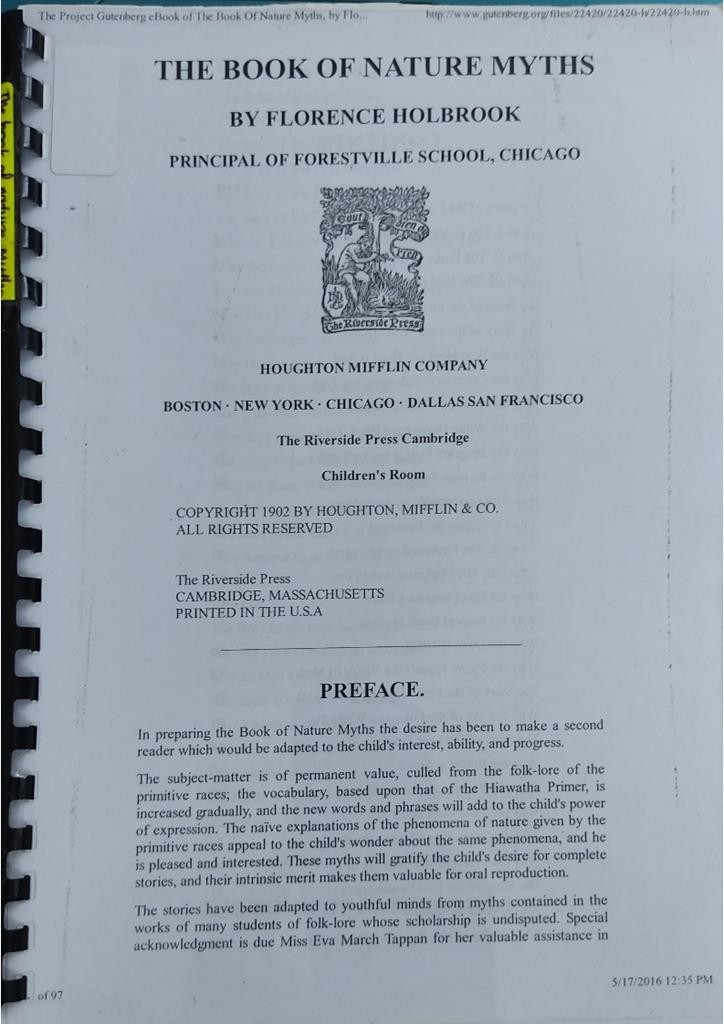 The Project Gutenberg eBook of The Book Of Nature Myths, by Flo...
http://www.gutenberg.org/files/22420/22420-h/22420-h.htm
THE BOOK OF NATURE MYTHS
BY FLORENCE HOLBROOK
PRINCIPAL OF FORESTVILLE SCHOOL, CHICAGO
Tout bien ou rien
The Riverside Press
HOUGHTON MIFFLIN COMPANY
BOSTON · NEW YORK · CHICAGO · DALLAS SAN FRANCISCO
The Riverside Press Cambridge
Children's Room
COPYRIGHT 1902 BY HOUGHTON, MIFFLIN & CO.
ALL RIGHTS RESERVED
The Riverside Press
CAMBRIDGE, MASSACHUSETTS
PRINTED IN THE U.S.A
PREFACE.
In preparing the Book of Nature Myths the desire has been to make a second
reader which would be adapted to the child's interest, ability, and progress.
The subject-matter is of permanent value, culled from the folk-lore of the
primitive races; the vocabulary, based upon that of the Hiawatha Primer, is
increased gradually, and the new words and phrases will add to the child's power
of expression. The naïve explanations of the phenomena of nature given by the
primitive races appeal to the child's wonder about the same phenomena, and he
is pleased and interested. These myths will gratify the child's desire for complete
stories, and their intrinsic merit makes them valuable for oral reproduction.
The stories have been adapted to youthful minds from myths contained in the
works of many students of folk-lore whose scholarship is undisputed. Special
acknowledgment is due Miss Eva March Tappan for her valuable assistance in
of 97
5/17/2016 12:35 PM
The book of nature